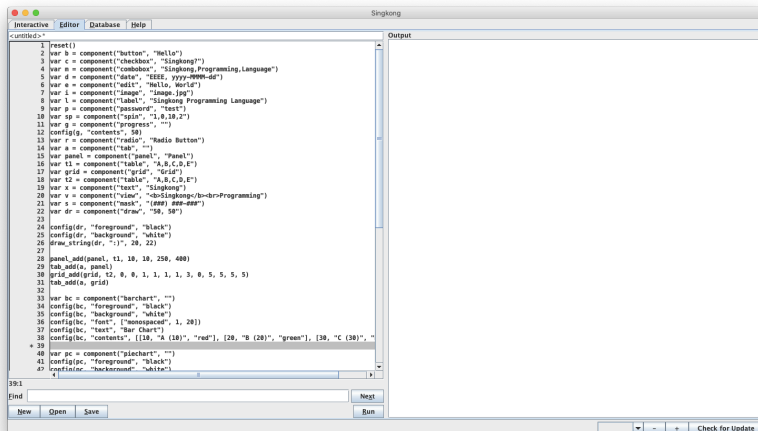 Singkong
Interactive Editor Database Help
<untitled>*
Output
1 reset()
2 var b = component("button", "Hello")
3 var c = component("checkbox", "Singkong?")
4 var m = component("combobox", "Singkong,Programming,Language")
5 var d = component("date", "EEEE, yyyy-MMMM-dd")
6 var e = component("edit", "Hello, World")
7 var i = component("image", "image.jpg")
8 var l = component("label", "Singkong Programming Language")
9 var p = component("password", "test")
10 var sp = component("spin", "1,0,10,2")
11 var g = component("progress", "")
12 config(g, "contents", 50)
13 var r = component("radio", "Radio Button")
14 var a = component("tab", "")
15 var panel = component("panel", "Panel")
16 var t1 = component("table", "A,B,C,D,E")
17 var grid = component("grid", "Grid")
18 var t2 = component("table", "A,B,C,D,E")
19 var x = component("text", "Singkong")
20 var v = component("view", "<b>Singkong</b><br>Programming")
21 var s = component("mask", "(###) ###-###")
22 var dr = component("draw", "50, 50")
23
24 config(dr, "foreground", "black")
25 config(dr, "background", "white")
26 draw_string(dr, ":)", 20, 22)
27
28 panel_add(panel, t1, 10, 10, 250, 400)
29 tab_add(a, panel)
30 grid_add(grid, t2, 0, 0, 1, 1, 1, 1, 3, 0, 5, 5, 5, 5)
31 tab_add(a, grid)
32
33 var bc = component("barchart", "")
34 config(bc, "foreground", "black")
35 config(bc, "background", "white")
36 config(bc, "font", ["monospaced", 1, 20])
37 config(bc, "text", "Bar Chart")
38 config(bc, "contents", [[10, "A (10)", "red"], [20, "B (20)", "green"], [30, "C (30)", "
+ 39
40 var pc = component("piechart", "")
41 config(pc, "foreground", "black")
42 config(pc, "background", "white")
39:1
Find Next
New Open Save Run
- + Check for Update